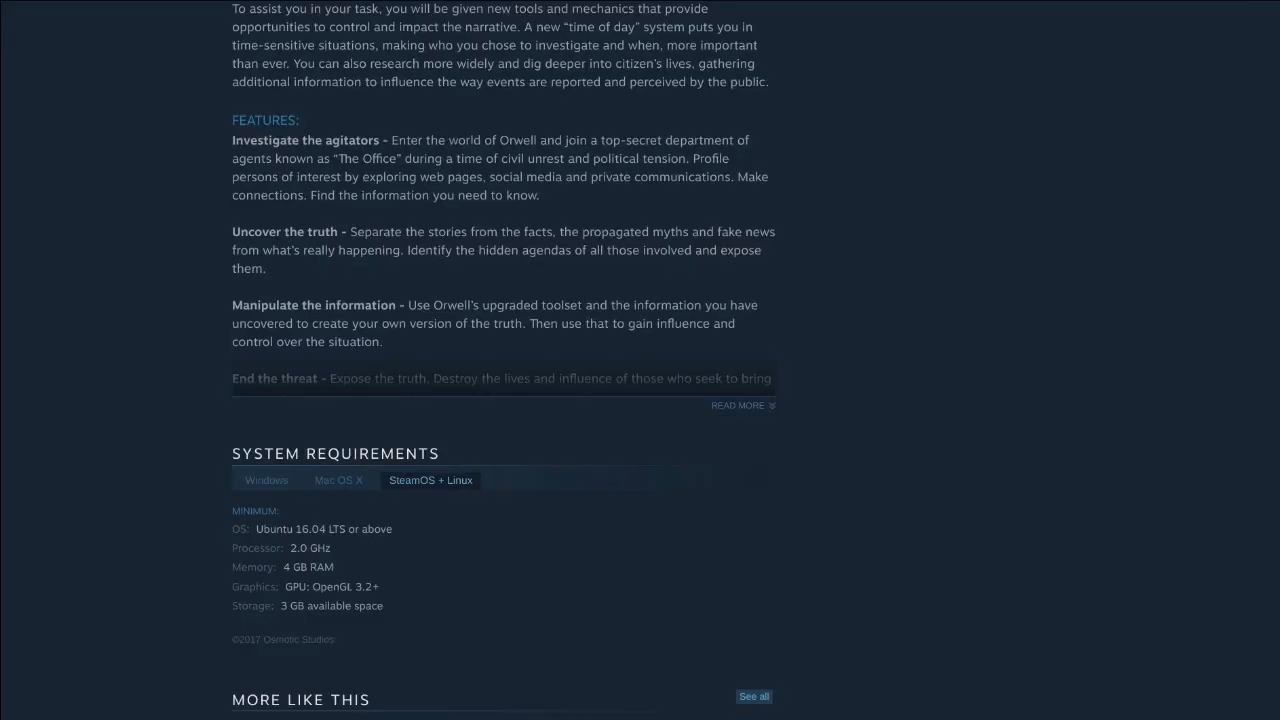 To assist you in your task, you will be given new tools and mechanics that provide
opportunities to control and impact the narrative. A new “time of day” system puts you in
time-sensitive situations, making who you chose to investigate and when, more important
than ever. You can also research more widely and dig deeper into citizen’s lives, gathering
additional information to influence the way events are reported and perceived by the public.
FEATURES:
Investigate the agitators - Enter the world of Orwell and join a top-secret department of
agents known as “The Office” during a time of civil unrest and political tension. Profile
persons of interest by exploring web pages, social media and private communications. Make
connections. Find the information you need to know.
Uncover the truth - Separate the stories from the facts, the propagated myths and fake news
from what’s really happening. Identify the hidden agendas of all those involved and expose
them.
Manipulate the information - Use Orwell’s upgraded toolset and the information you have
uncovered to create your own version of the truth. Then use that to gain influence and
control over the situation.
End the threat - Expose the truth. Destroy the lives and influence of those who seek to bring
READ MORE
SYSTEM REQUIREMENTS
Windows Mac OS X SteamOS + Linux
MINIMUM:
OS: Ubuntu 16.04 LTS or above
Processor: 2.0 GHz
Memory: 4 GB RAM
Graphics: GPU: OpenGL 3.2+
Storage: 3 GB available space
©2017 Osmotic Studios
MORE LIKE THIS See all